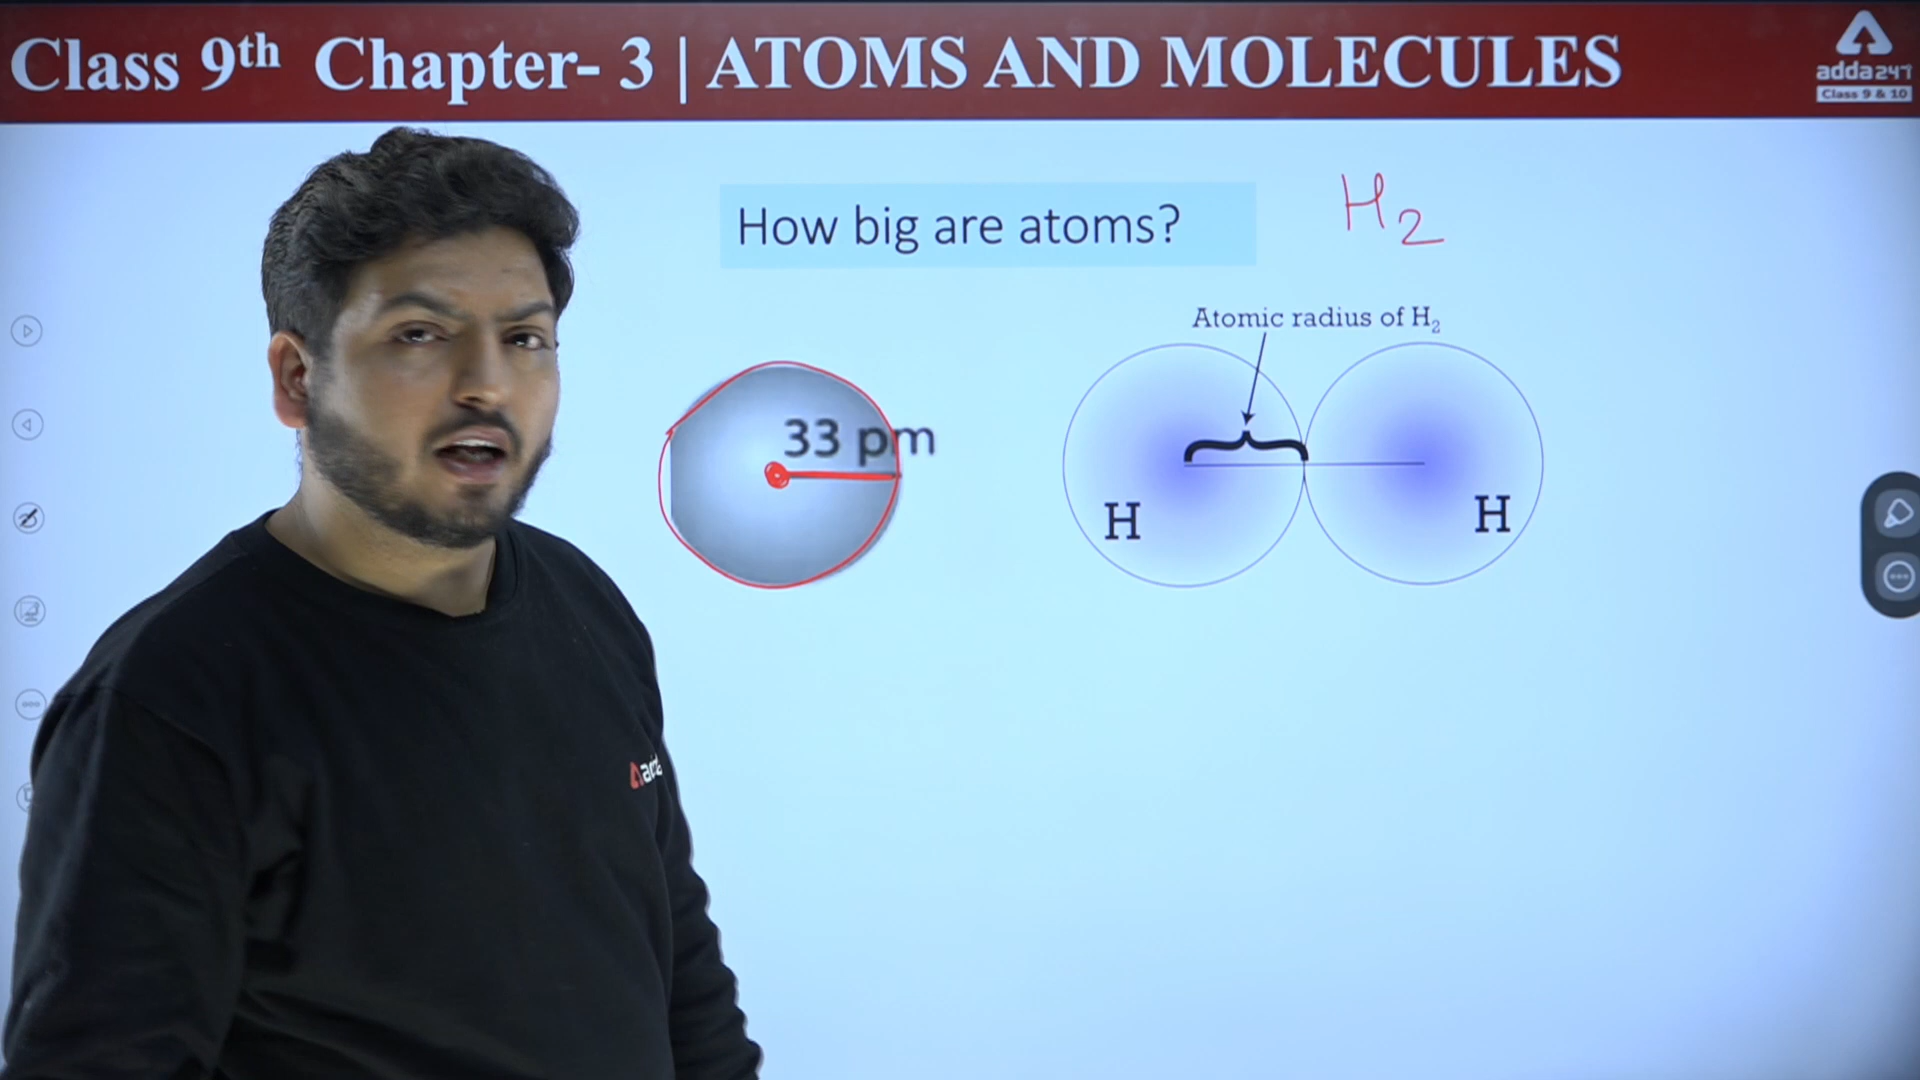 Class 9th Chapter- 3 | ATOMS AND MOLECULES
adda247
Class 9 & 10
How big are atoms?
H₂
Atomic radius of H₂
33 pm
H
H